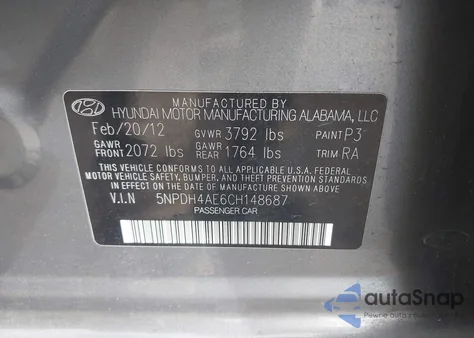 MANUFACTURED BY
HYUNDAI MOTOR MANUFACTURING ALABAMA, LLC
Feb/20/12 GVWR 3792 lbs PAINT P3
GAWR FRONT 2072 lbs GAWR REAR 1764 lbs TRIM RA
THIS VEHICLE CONFORMS TO ALL APPLICABLE U.S.A FEDERAL
MOTOR VEHICLE SAFETY, BUMPER, AND THEFT PREVENTION
STANDARDS IN EFFECT ON THE DATE OF MANUFACTURE SHOWN ABOVE.
V.I.N 5NPDH4AE6CH148687
PASSENGER CAR
autoSnap